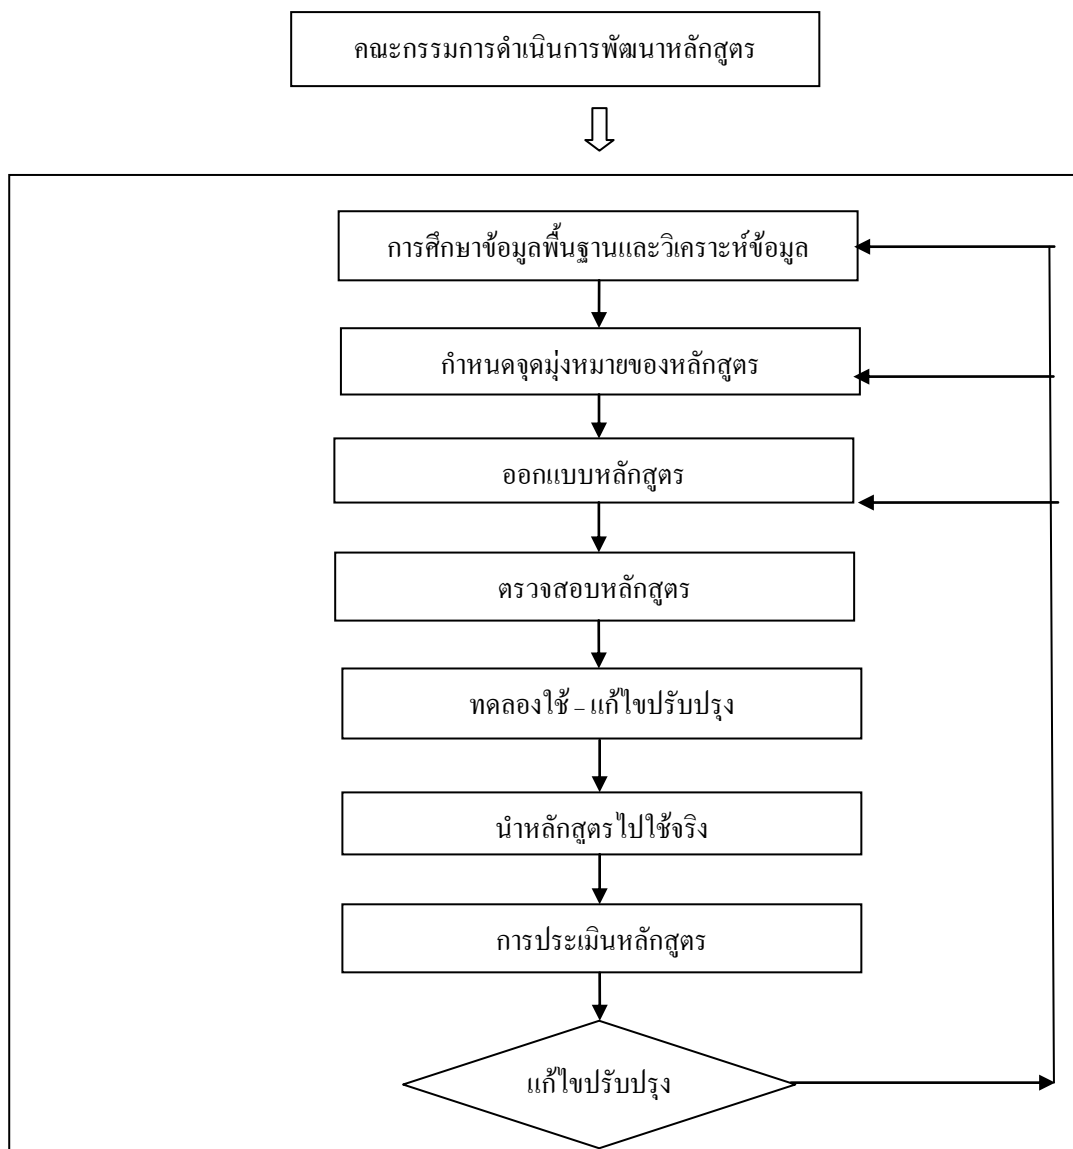 คณะกรรมการดำเนินการพัฒนาหลักสูตร
การศึกษาข้อมูลพื้นฐานและวิเคราะห์ข้อมูล
กำหนดจุดมุ่งหมายของหลักสูตร
ออกแบบหลักสูตร
ตรวจสอบหลักสูตร
ทดลองใช้ – แก้ไขปรับปรุง
นำหลักสูตรไปใช้จริง
การประเมินหลักสูตร
แก้ไขปรับปรุง